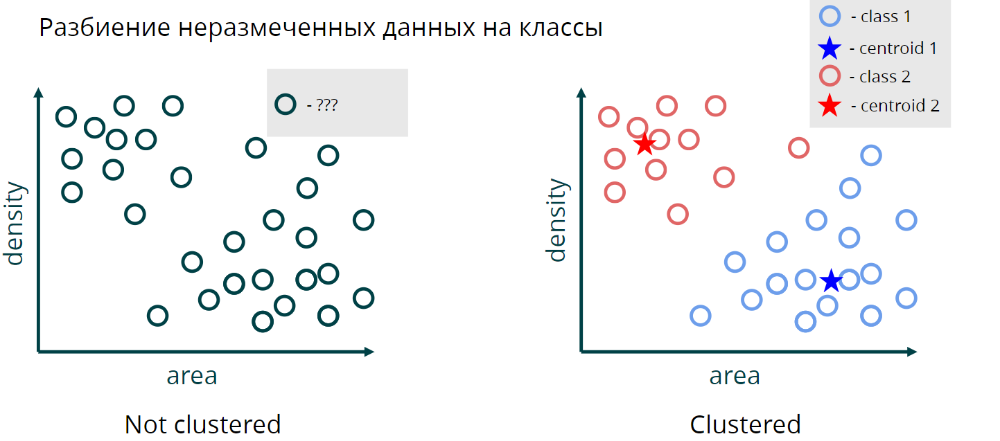 Разбиение неразмеченных данных на классы
- ???
density
area
Not clustered
- class 1
- centroid 1
- class 2
- centroid 2
density
area
Clustered